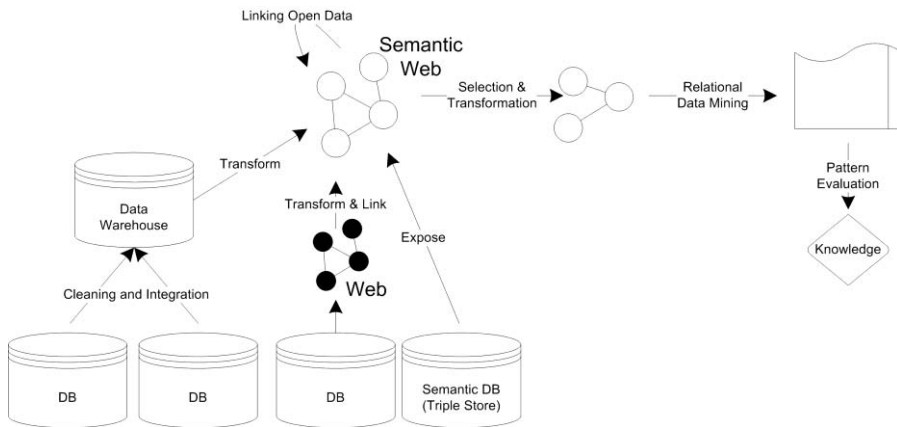 Linking Open Data
Semantic
Web
Selection &
Transformation
Relational
Data Mining
Transform
Pattern
Evaluation
Data
Warehouse
Transform & Link
Expose
Knowledge
Web
Cleaning and Integration
DB
DB
DB
Semantic DB
(Triple Store)